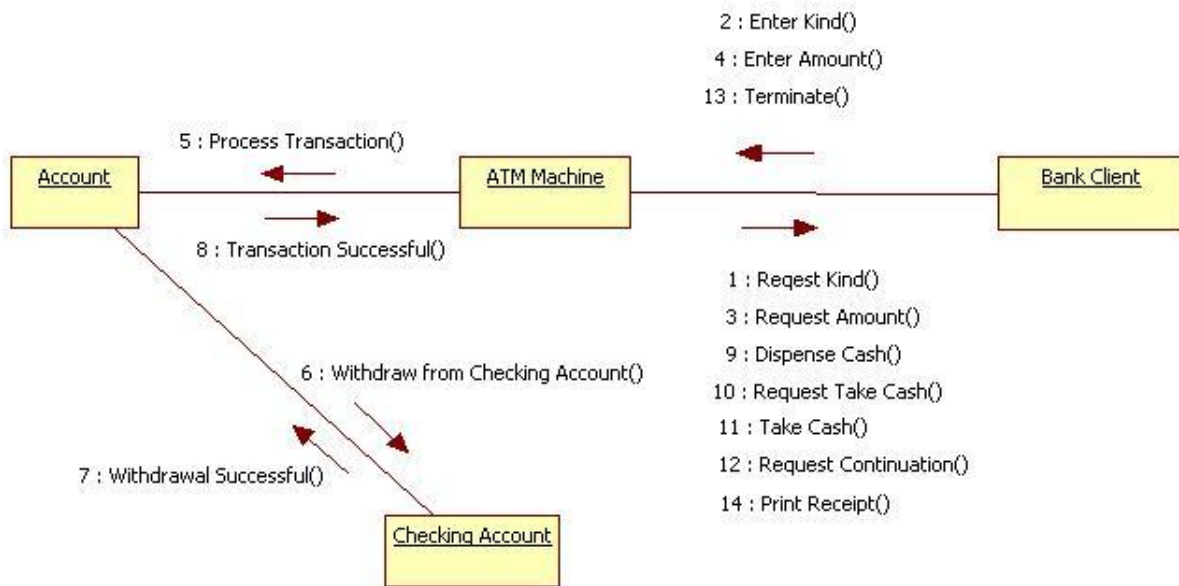 2 : Enter Kind()
4 : Enter Amount()
13 : Terminate()
5 : Process Transaction()
Account
ATM Machine
Bank Client
8 : Transaction Successful()
1 : Reqest Kind()
3 : Request Amount()
9 : Dispense Cash()
6 : Withdraw from Checking Account()
10 : Request Take Cash()
11 : Take Cash()
12 : Request Continuation()
7 : Withdrawal Successful()
14 : Print Receipt()
Checking Account